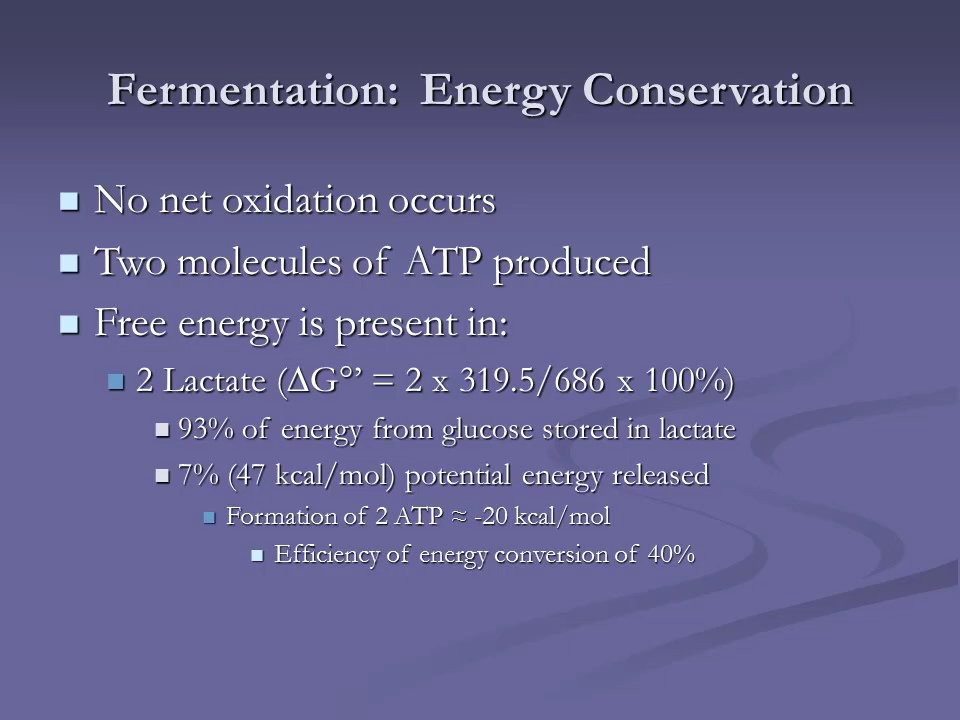 Fermentation: Energy Conservation
No net oxidation occurs
Two molecules of ATP produced
Free energy is present in:
2 Lactate (ΔG°’ = 2 x 319.5/686 x 100%)
93% of energy from glucose stored in lactate
7% (47 kcal/mol) potential energy released
Formation of 2 ATP ≈ -20 kcal/mol
Efficiency of energy conversion of 40%